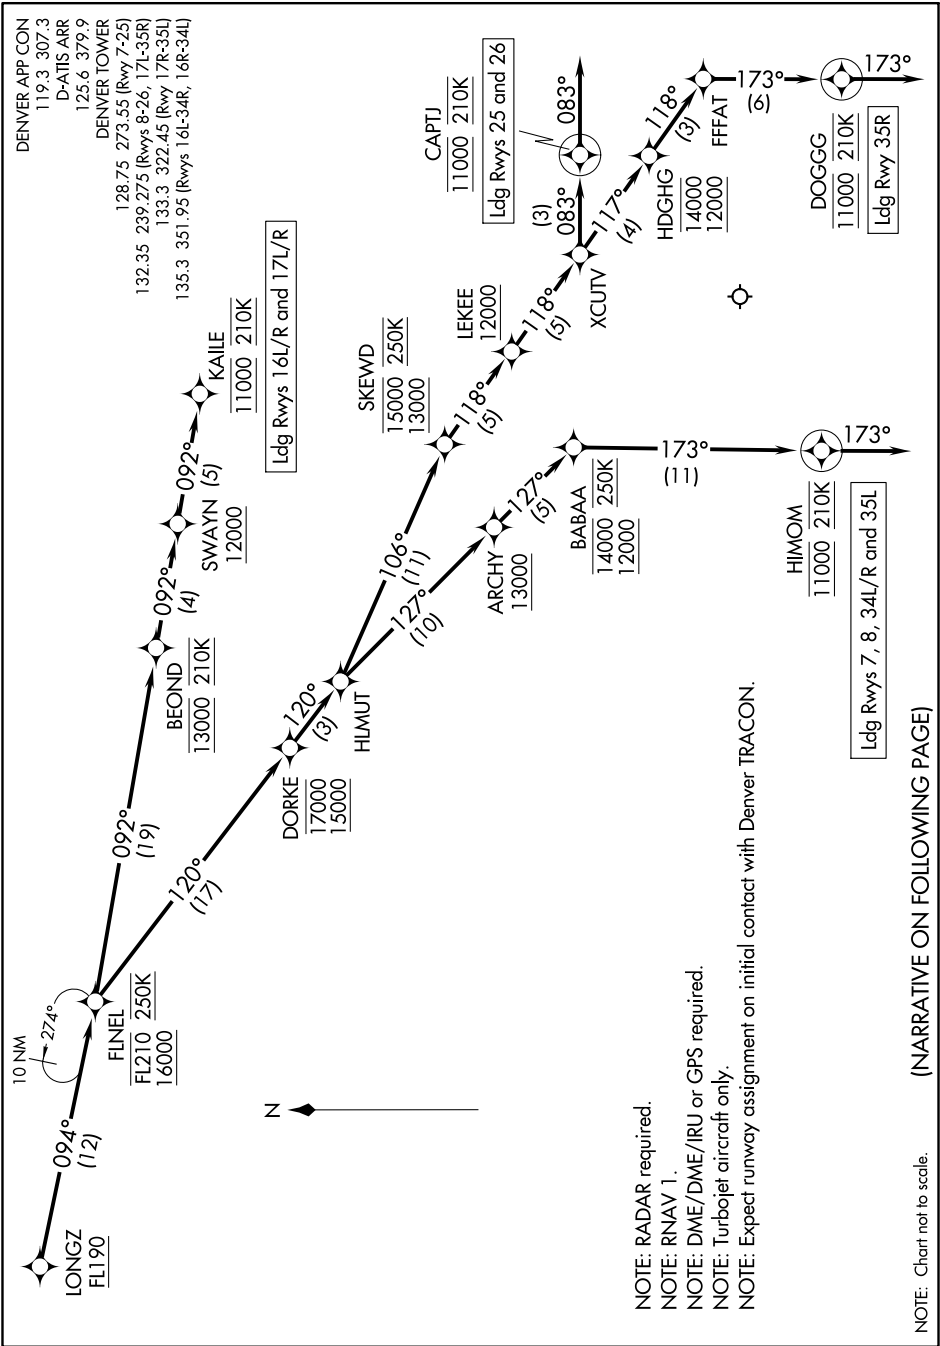 DENVER APP CON
119.3 307.3
D-ATIS ARR
125.6 379.9
DENVER TOWER
128.75 273.55 (Rwy 7-25)
132.35 239.275 (Rwys 8-26, 17L-35R)
133.3 322.45 (Rwy 17R-35L)
135.3 351.95 (Rwys 16L-34R, 16R-34L)
10 NM
274°
LONGZ
FL190
094°
(12)
FLNEL
FL210 250K
16000
092°
(19)
BEOND
13000 210K
092°
(4)
SWAYN
12000
092°
(5)
KAILE
11000 210K
Ldg Rwys 16L/R and 17L/R
120°
(17)
DORKE
17000
15000
120°
(3)
HLMUT
106°
(11)
SKEWD
15000 250K
13000
118°
(5)
LEKEE
12000
118°
(5)
XCUTV
(3)
083°
CAPTJ
11000 210K
Ldg Rwys 25 and 26
083°
117°
(4)
HDGHG
14000
12000
118°
(3)
FFFAT
173°
(6)
DOGGG
11000 210K
Ldg Rwy 35R
173°
127°
(10)
ARCHY
13000
127°
(5)
BABAA
14000 250K
12000
173°
(11)
HIMOM
11000 210K
173°
Ldg Rwys 7, 8, 34L/R and 35L
N
NOTE: RADAR required.
NOTE: RNAV 1.
NOTE: DME/DME/IRU or GPS required.
NOTE: Turbojet aircraft only.
NOTE: Expect runway assignment on initial contact with Denver TRACON.
(NARRATIVE ON FOLLOWING PAGE)
NOTE: Chart not to scale.